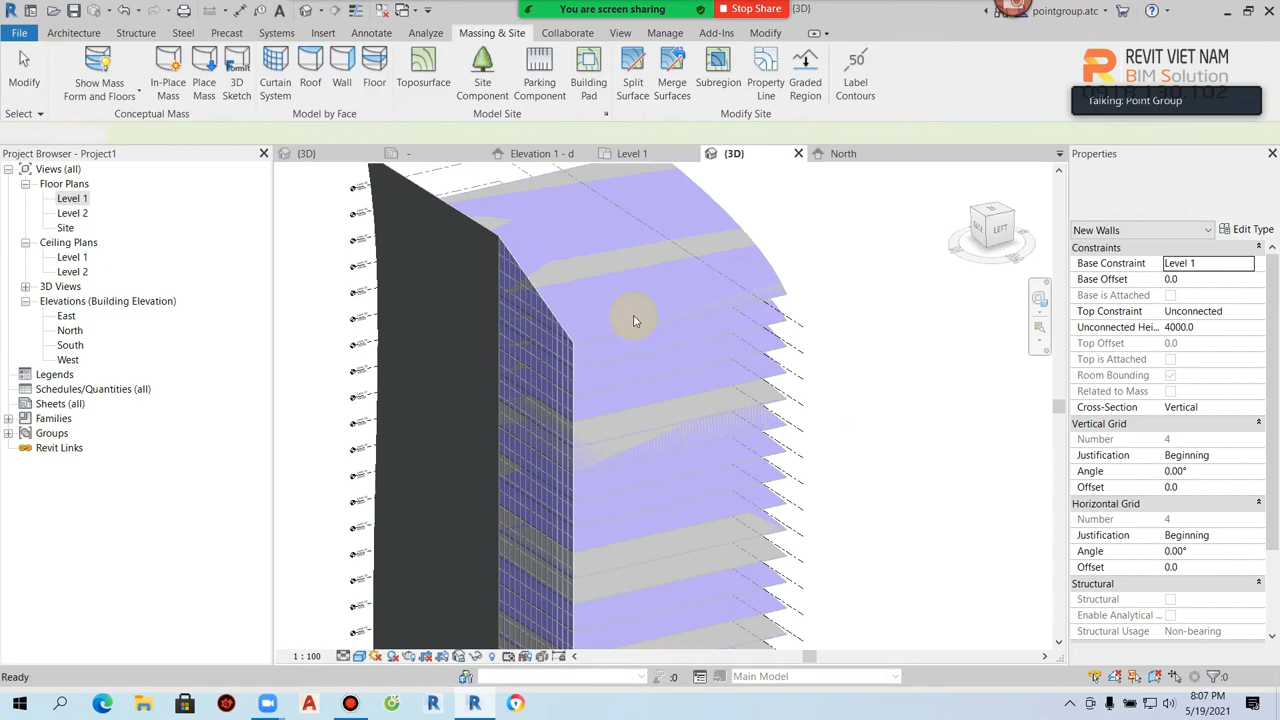 You are screen sharing
Stop Share
(3D)
pointgroup.atc
File
Architecture
Structure
Steel
Precast
Systems
Insert
Annotate
Analyze
Massing & Site
Collaborate
View
Manage
Add-Ins
Modify
Modify
Show Mass
Form and Floors
In-Place
Mass
Place
Mass
3D
Sketch
Curtain
System
Roof
Wall
Floor
Toposurface
Site
Component
Parking
Component
Building
Pad
Split
Surface
Merge
Surfaces
Subregion
Property
Line
Graded
Region
Label
Contours
Select
Conceptual Mass
Model by Face
Model Site
Modify Site
REVIT VIET NAM
BIM Solution
0918.130.102
Talking: Point Group
Project Browser - Project1
(3D)
-
Elevation 1 - d
Level 1
(3D)
North
Properties
Views (all)
Floor Plans
Level 1
Level 2
Site
Ceiling Plans
Level 1
Level 2
3D Views
Elevations (Building Elevation)
East
North
South
West
Legends
Schedules/Quantities (all)
Sheets (all)
Families
Groups
Revit Links
LEFT
New Walls
Edit Type
Constraints
Base Constraint Level 1
Base Offset 0.0
Base is Attached
Top Constraint Unconnected
Unconnected Hei... 4000.0
Top Offset 0.0
Top is Attached
Room Bounding
Related to Mass
Cross-Section Vertical
Vertical Grid
Number 4
Justification Beginning
Angle 0.00°
Offset 0.0
Horizontal Grid
Number 4
Justification Beginning
Angle 0.00°
Offset 0.0
Structural
Structural
Enable Analytical ...
Structural Usage Non-bearing
1 : 100
Ready
:0
Main Model
:0
8:07 PM
5/19/2021